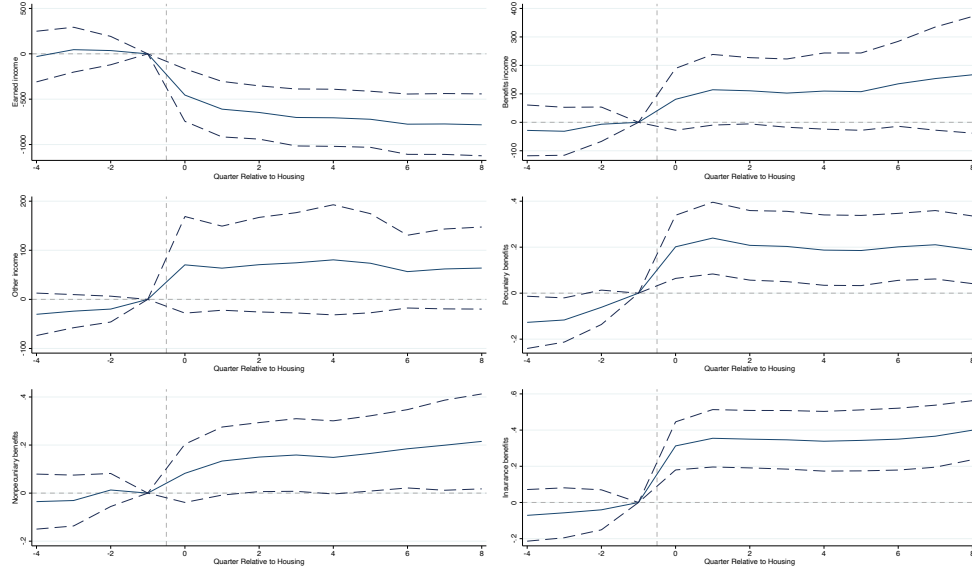 Earned income
500
0
-500
-1000
-4 -2 0 2 4 6 8
Quarter Relative to Housing
Benefits income
400
300
200
100
0
-100
-4 -2 0 2 4 6 8
Quarter Relative to Housing
Other income
200
100
0
-100
-4 -2 0 2 4 6 8
Quarter Relative to Housing
Pecuniary benefits
.4
.2
0
-.2
-4 -2 0 2 4 6 8
Quarter Relative to Housing
Nonpecuniary benefits
.4
.2
0
-.2
-4 -2 0 2 4 6 8
Quarter Relative to Housing
Insurance benefits
.6
.4
.2
0
-.2
-4 -2 0 2 4 6 8
Quarter Relative to Housing